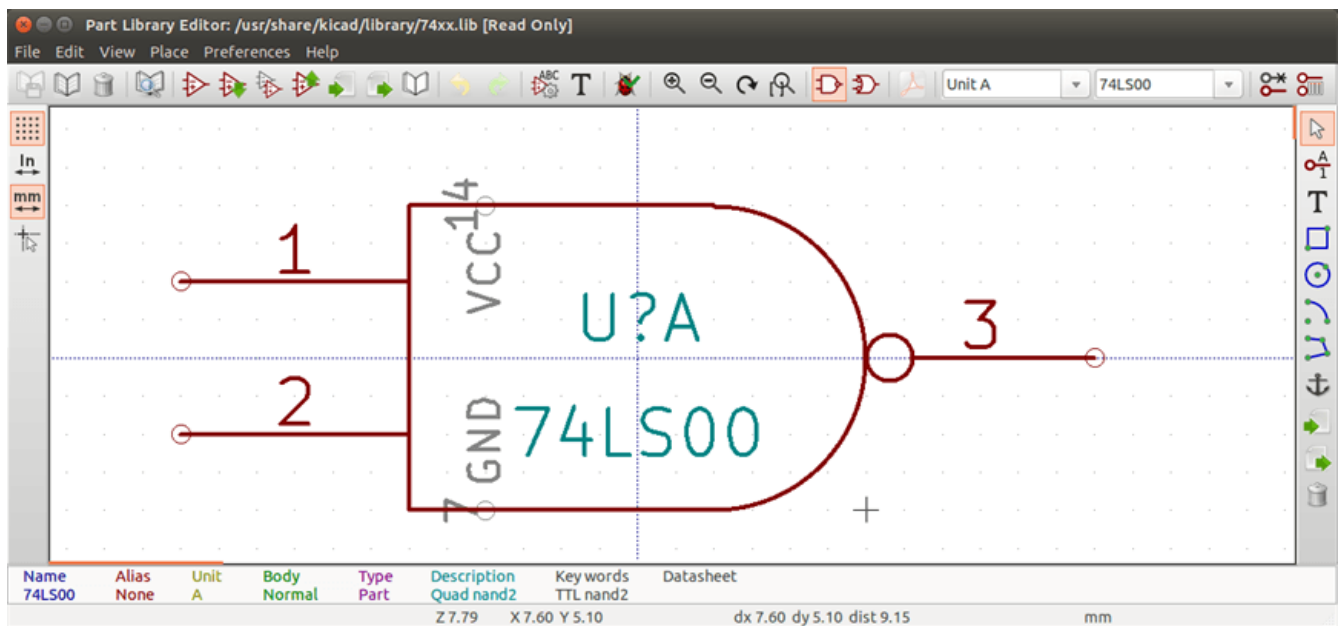 Part Library Editor: /usr/share/kicad/library/74xx.lib [Read Only]
File Edit View Place Preferences Help
ABC T Unit A 74LS00
In
mm
A
1
T
14
VCC
1
U?A
3
2
GND
74LS00
7
Name Alias Unit Body Type Description Key words Datasheet
74LS00 None A Normal Part Quad nand2 TTL nand2
Z 7.79 X 7.60 Y 5.10 dx 7.60 dy 5.10 dist 9.15 mm